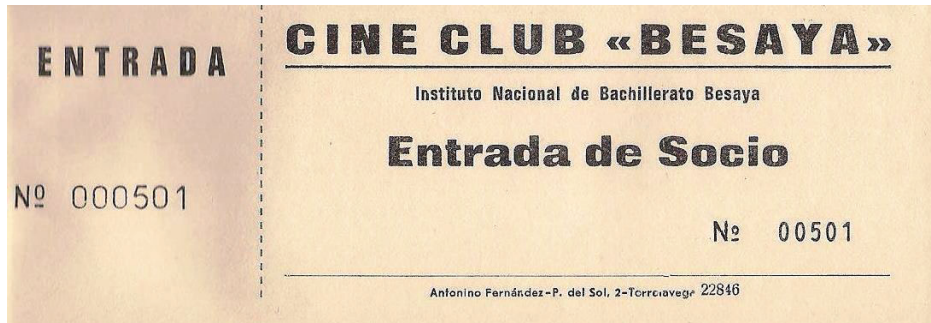 ENTRADA
Nº 000501
CINE CLUB «BESAYA»
Instituto Nacional de Bachillerato Besaya
Entrada de Socio
Nº 00501
Antonino Fernández-P. del Sol, 2- 22846